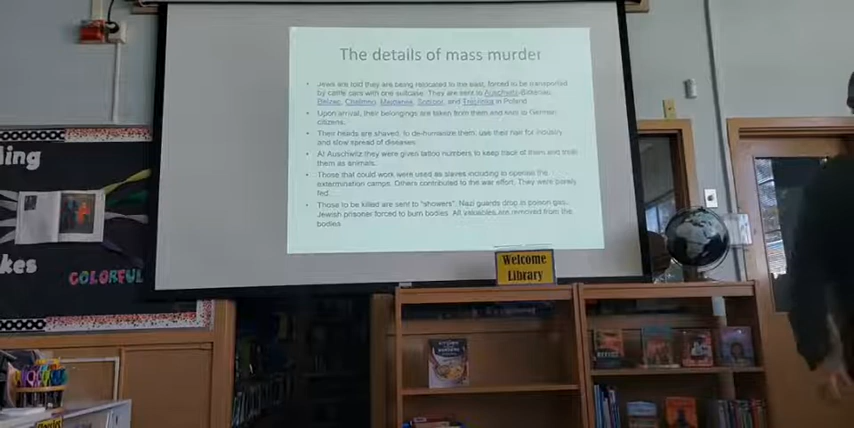 The details of mass murder
• Jews are told they are being relocated to the east, forced to be transported
by cattle cars with one suitcase. They are sent to Auschwitz-Birkenau,
Belzec, Chelmno, Majdanek, Sobibor, and Treblinka in Poland
• Upon arrival, their belongings are taken from them and sent to German
citizens.
• Their heads are shaved, to de-humanize them, use their hair for industry
and slow spread of diseases.
• At Auschwitz they were given tattoo numbers to keep track of them and treat
them as animals.
• Those that could work were used as slaves including to operate the
extermination camps. Others contributed to the war effort. They were barely
fed.
• Those to be killed are sent to "showers". Nazi guards drop in poison gas.
Jewish prisoner forced to burn bodies. All valuables are removed from the
bodies
ling
kes
COLORFUL
Welcome
Library